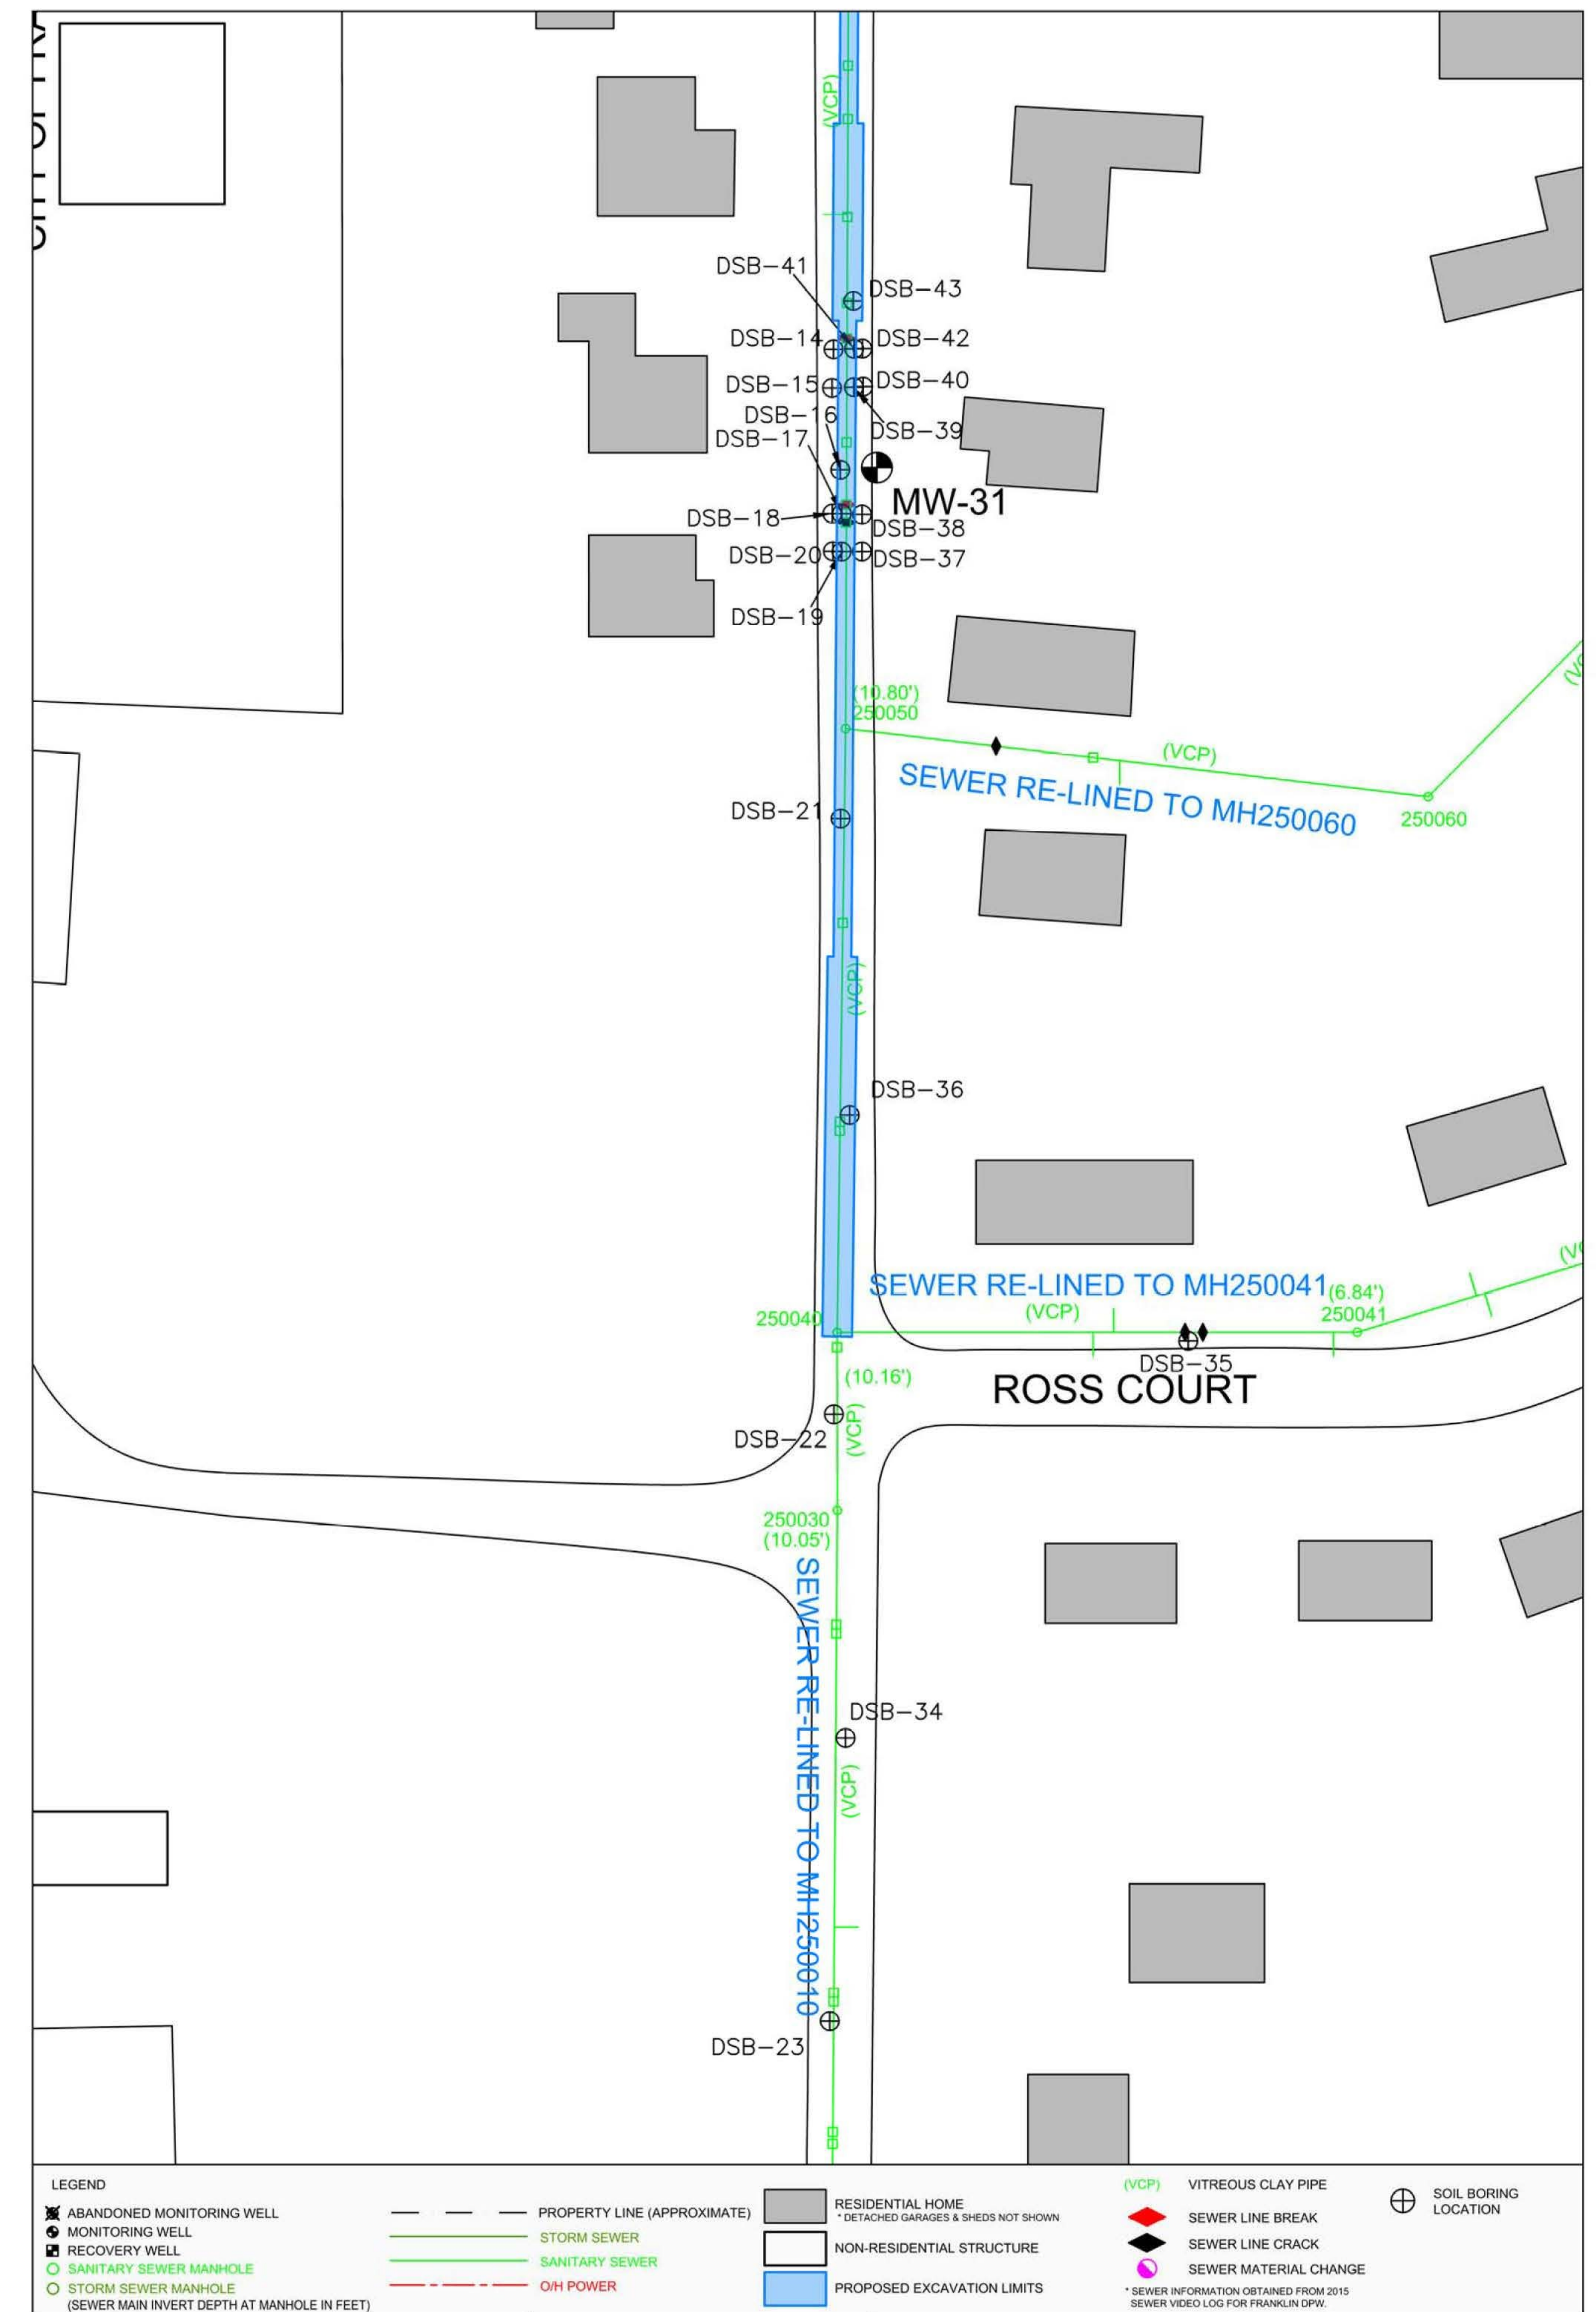 (VCP)
DSB-41
DSB-43
DSB-14
DSB-42
DSB-15
DSB-40
DSB-16
DSB-39
DSB-17
MW-31
DSB-18
DSB-38
DSB-20
DSB-37
DSB-19
(10.80')
250050
(VCP)
SEWER RE-LINED TO MH250060
250060
DSB-21
(VCP)
DSB-36
SEWER RE-LINED TO MH250041
(6.84')
250041
(VCP)
250040
DSB-35
(10.16')
ROSS COURT
(VCP)
DSB-22
250030
(10.05')
SEWER RE-LINED TO MH250010
DSB-34
(VCP)
DSB-23
LEGEND
ABANDONED MONITORING WELL
MONITORING WELL
RECOVERY WELL
SANITARY SEWER MANHOLE
STORM SEWER MANHOLE
(SEWER MAIN INVERT DEPTH AT MANHOLE IN FEET)
PROPERTY LINE (APPROXIMATE)
STORM SEWER
SANITARY SEWER
O/H POWER
RESIDENTIAL HOME
* DETACHED GARAGES & SHEDS NOT SHOWN
NON-RESIDENTIAL STRUCTURE
PROPOSED EXCAVATION LIMITS
(VCP) VITREOUS CLAY PIPE
SEWER LINE BREAK
SEWER LINE CRACK
SEWER MATERIAL CHANGE
* SEWER INFORMATION OBTAINED FROM 2015
SEWER VIDEO LOG FOR FRANKLIN DPW.
SOIL BORING
LOCATION